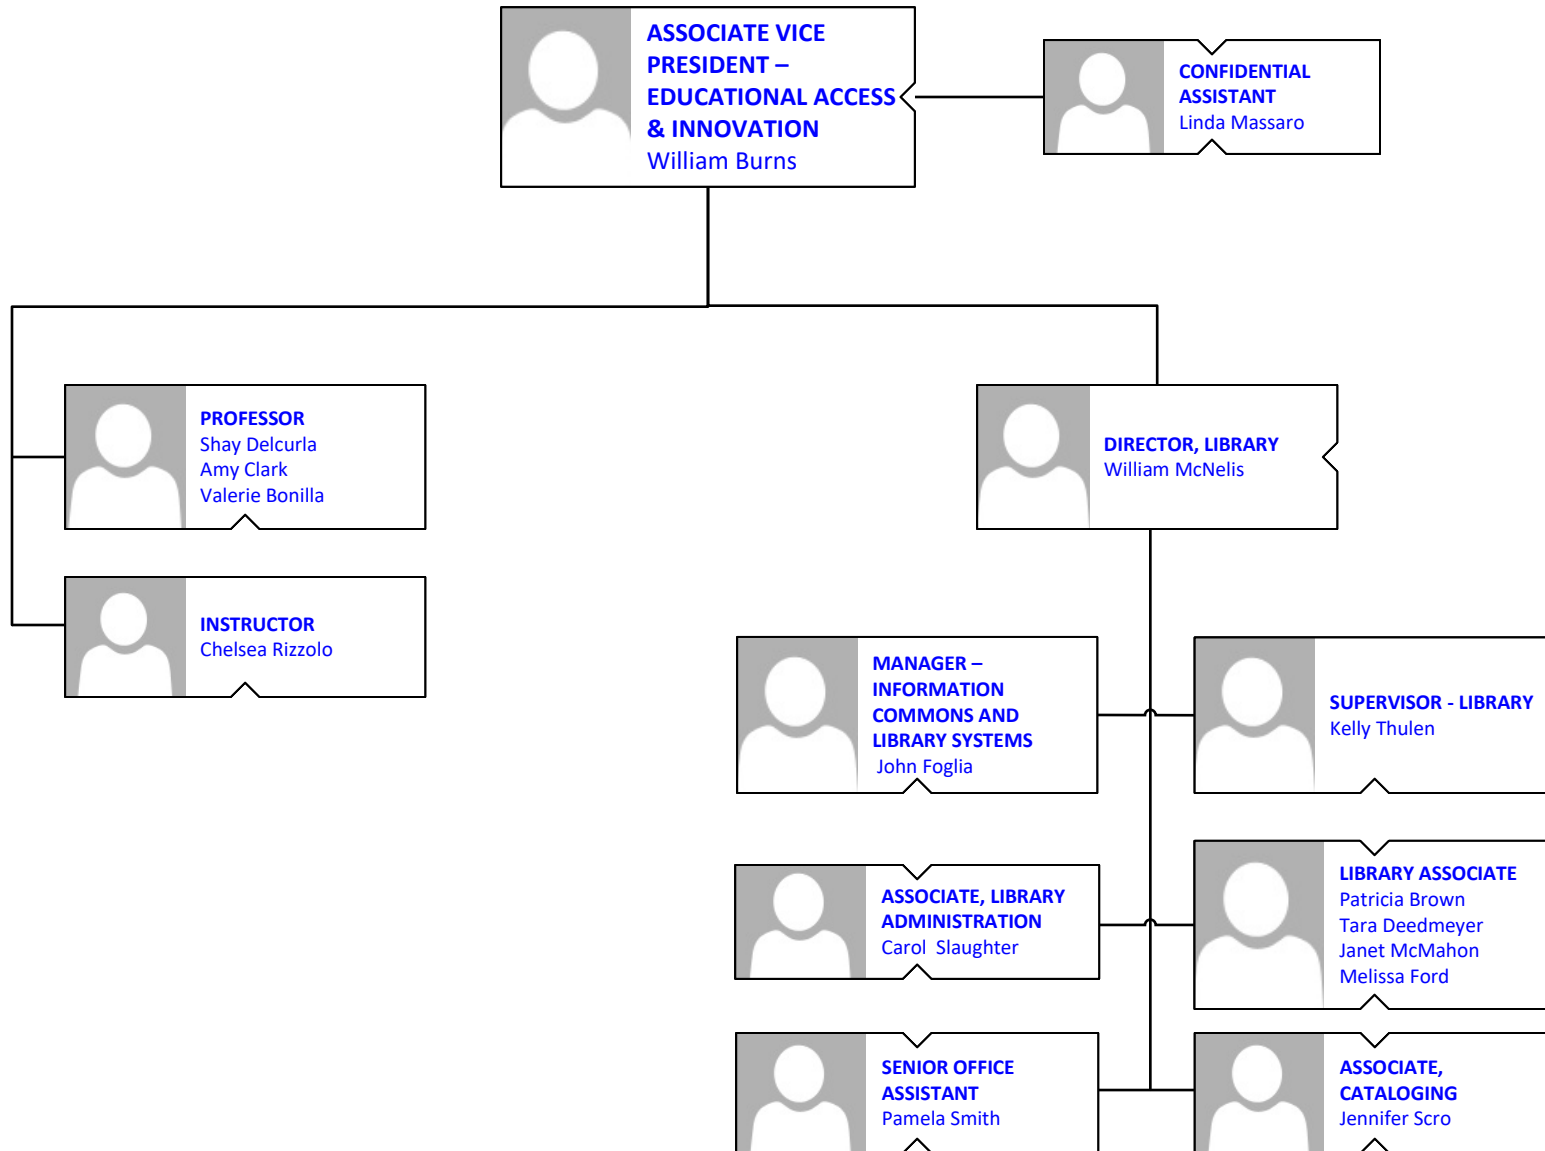 ASSOCIATE VICE
PRESIDENT –
EDUCATIONAL ACCESS
& INNOVATION
William Burns
CONFIDENTIAL
ASSISTANT
Linda Massaro
PROFESSOR
Shay Delcurla
Amy Clark
Valerie Bonilla
DIRECTOR, LIBRARY
William McNelis
INSTRUCTOR
Chelsea Rizzolo
MANAGER –
INFORMATION
COMMONS AND
LIBRARY SYSTEMS
John Foglia
SUPERVISOR - LIBRARY
Kelly Thulen
ASSOCIATE, LIBRARY
ADMINISTRATION
Carol  Slaughter
LIBRARY ASSOCIATE
Patricia Brown
Tara Deedmeyer
Janet McMahon
Melissa Ford
SENIOR OFFICE
ASSISTANT
Pamela Smith
ASSOCIATE,
CATALOGING
Jennifer Scro